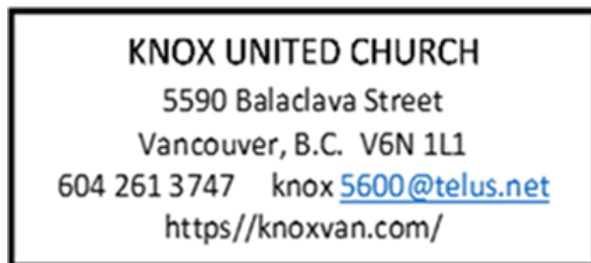 KNOX UNITED CHURCH
5590 Balaclava Street
Vancouver, B.C.  V6N 1L1
604 261 3747    knox 5600@telus.net
https//knoxvan.com/